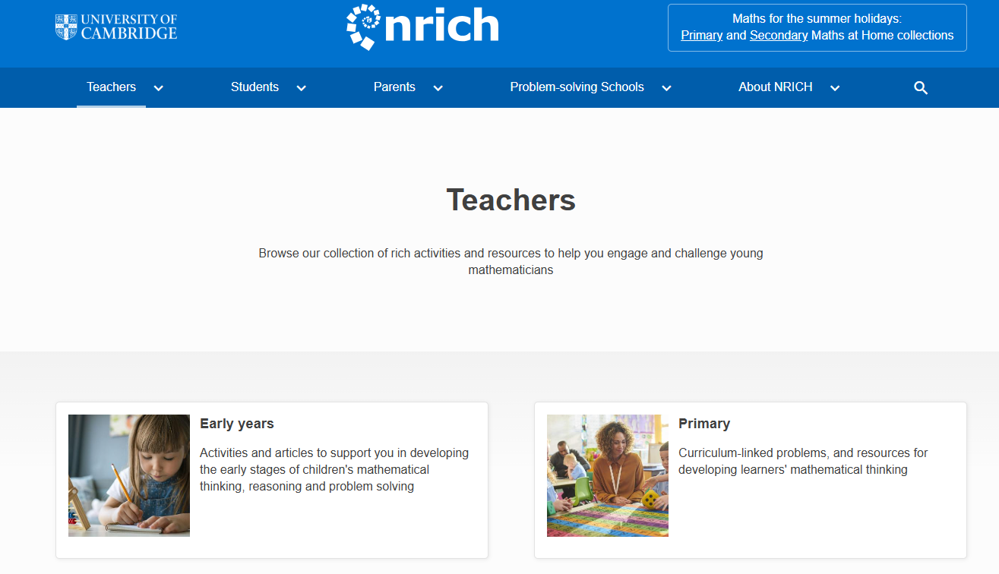 UNIVERSITY OF
CAMBRIDGE
nrich
Maths for the summer holidays:
Primary and Secondary Maths at Home collections
Teachers
Students
Parents
Problem-solving Schools
About NRICH
Teachers
Browse our collection of rich activities and resources to help you engage and challenge young
mathematicians
Early years
Activities and articles to support you in developing
the early stages of children's mathematical
thinking, reasoning and problem solving
Primary
Curriculum-linked problems, and resources for
developing learners' mathematical thinking